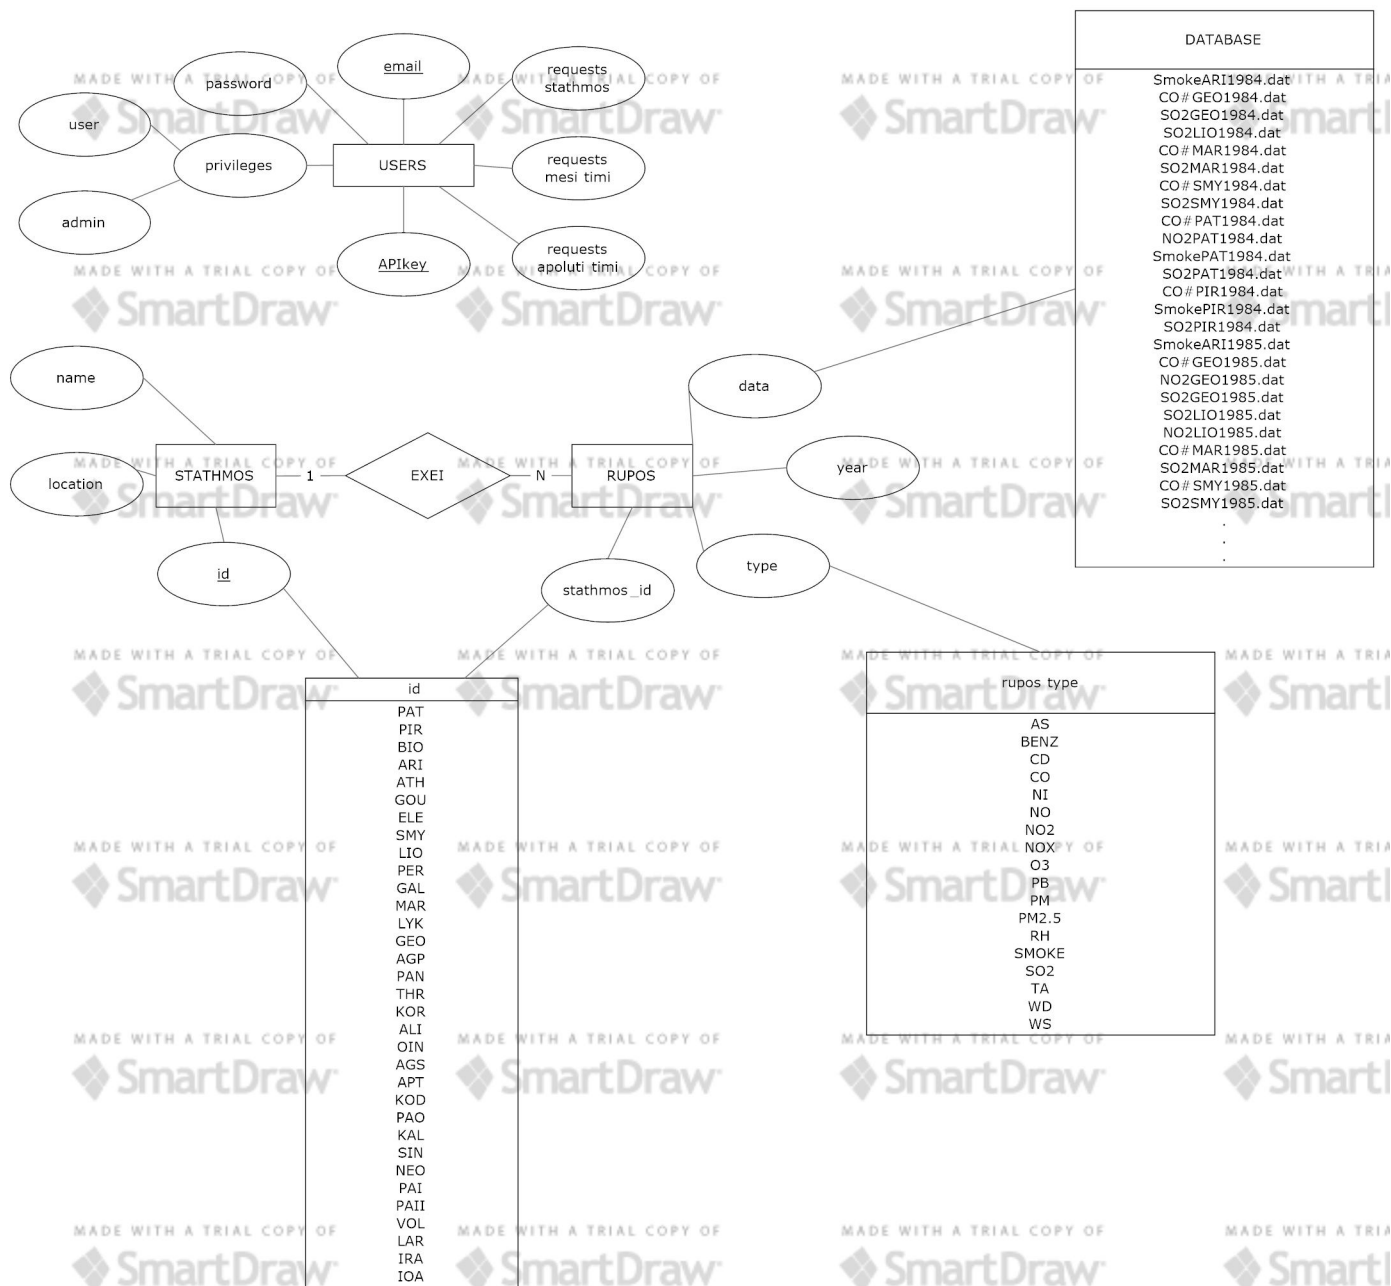 email
requests
stathmos
password
user
privileges
USERS
requests
mesi timi
admin
APIkey
requests
apoluti timi
DATABASE
SmokeARI1984.dat
CO#GEO1984.dat
SO2GEO1984.dat
SO2LIO1984.dat
CO#MAR1984.dat
SO2MAR1984.dat
CO#SMY1984.dat
SO2SMY1984.dat
CO#PAT1984.dat
NO2PAT1984.dat
SmokePAT1984.dat
SO2PAT1984.dat
CO#PIR1984.dat
SmokePIR1984.dat
SO2PIR1984.dat
SmokeARI1985.dat
CO#GEO1985.dat
NO2GEO1985.dat
SO2GEO1985.dat
SO2LIO1985.dat
NO2LIO1985.dat
CO#MAR1985.dat
SO2MAR1985.dat
CO#SMY1985.dat
SO2SMY1985.dat
.
.
.
name
location
STATHMOS
1
EXEI
N
RUPOS
data
year
type
id
stathmos_id
id
PAT
PIR
BIO
ARI
ATH
GOU
ELE
SMY
LIO
PER
GAL
MAR
LYK
GEO
AGP
PAN
THR
KOR
ALI
OIN
AGS
APT
KOD
PAO
KAL
SIN
NEO
PAI
PAII
VOL
LAR
IRA
IOA
rupos type
AS
BENZ
CD
CO
NI
NO
NO2
NOX
O3
PB
PM
PM2.5
RH
SMOKE
SO2
TA
WD
WS
MADE WITH A TRIAL COPY OF
SmartDraw